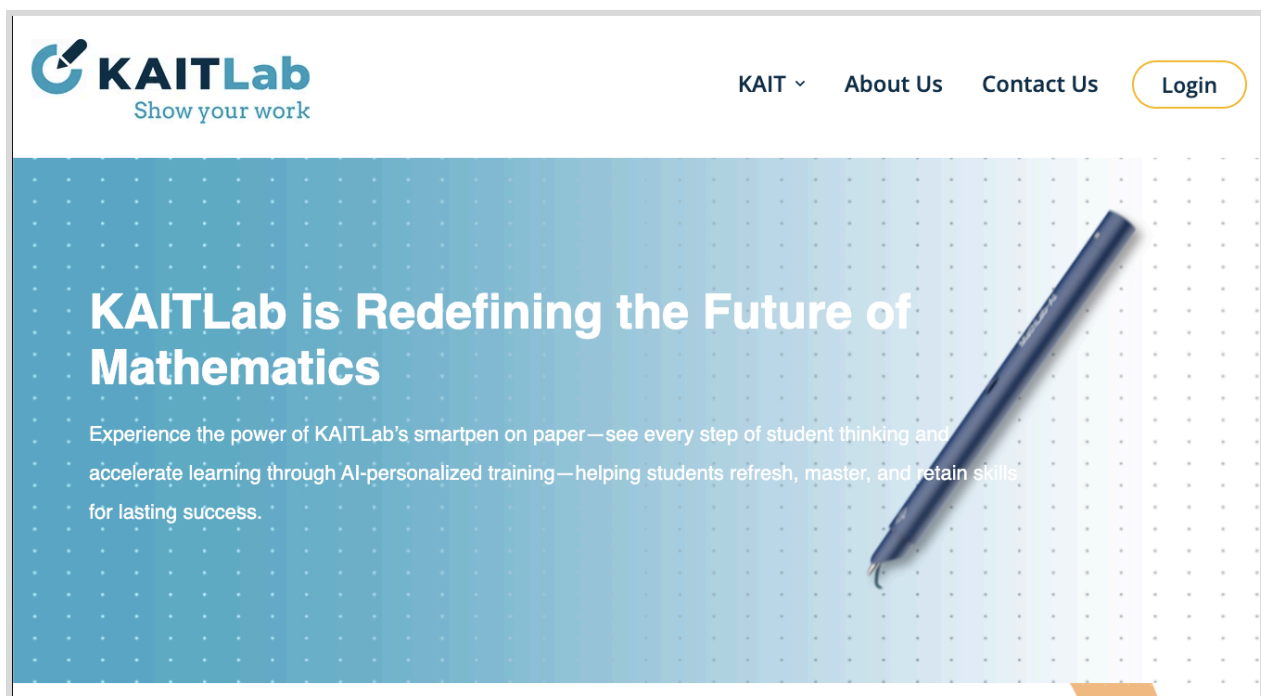 KAITLab
Show your work
KAIT
About Us
Contact Us
Login
KAITLab is Redefining the Future of
Mathematics
Experience the power of KAITLab’s smartpen on paper—see every step of student thinking and
accelerate learning through AI-personalized training—helping students refresh, master, and retain skills
for lasting success.